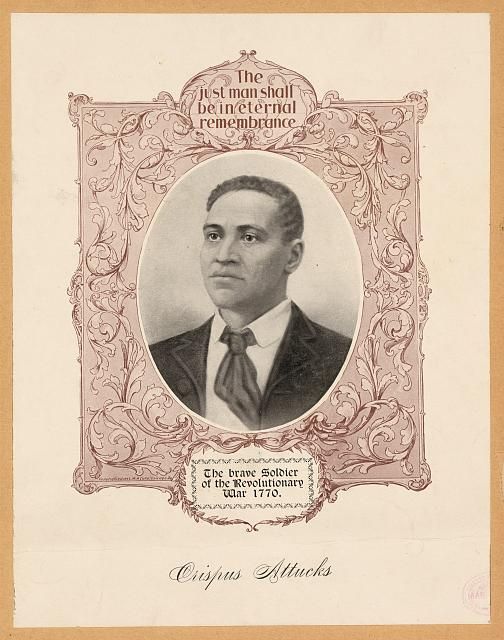 The
just man shall
be in eternal
remembrance
The brave Soldier
of the Revolutionary
War 1770.
Crispus Attucks